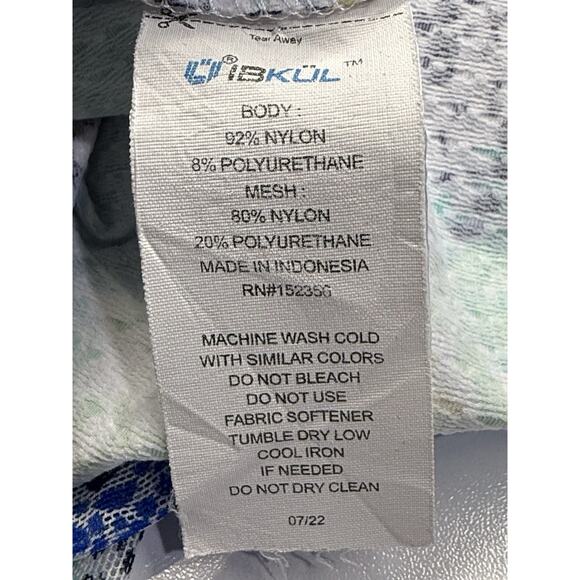 Tear Away
Ü® iBKÜL™
BODY :
92% NYLON
8% POLYURETHANE
MESH :
80% NYLON
20% POLYURETHANE
MADE IN INDONESIA
RN#152356
MACHINE WASH COLD
WITH SIMILAR COLORS
DO NOT BLEACH
DO NOT USE
FABRIC SOFTENER
TUMBLE DRY LOW
COOL IRON
IF NEEDED
DO NOT DRY CLEAN
07/22